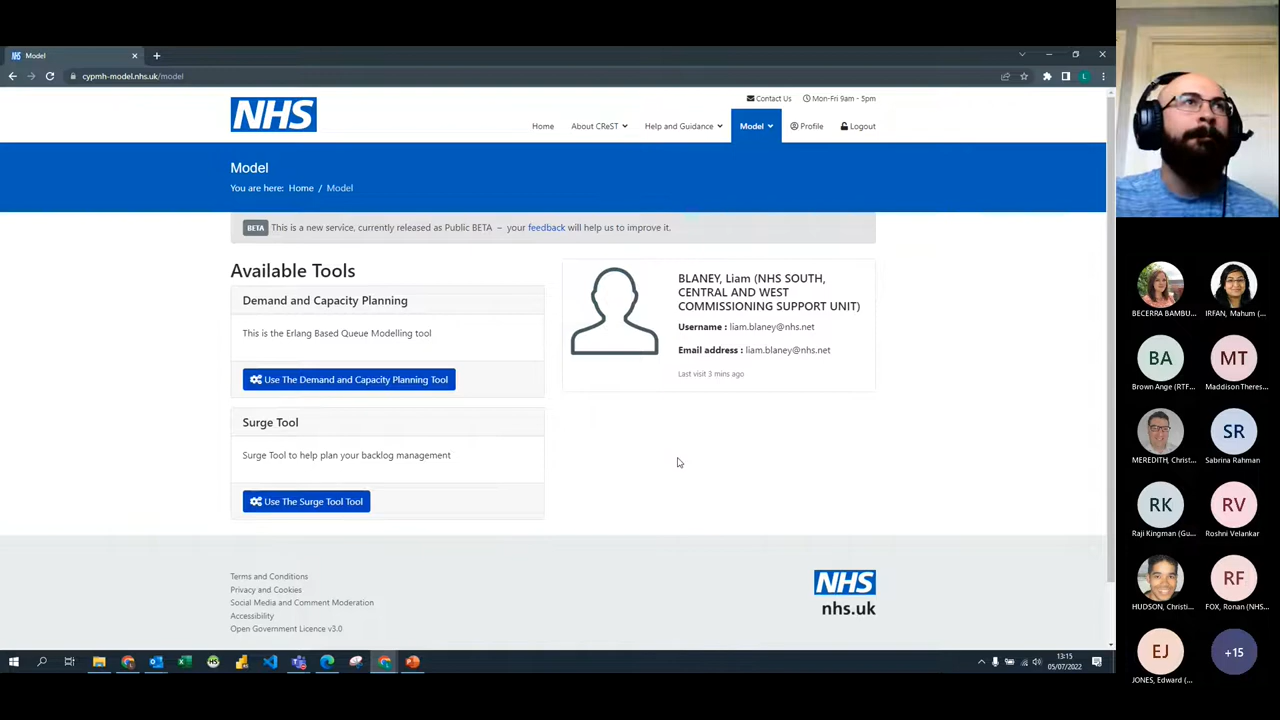 Model
cypmh-model.nhs.uk/model
L
NHS
Contact Us
Mon-Fri 9am - 5pm
Home
About CReST
Help and Guidance
Model
Profile
Logout
Model
You are here: Home / Model
BETA This is a new service, currently released as Public BETA – your feedback will help us to improve it.
Available Tools
Demand and Capacity Planning
This is the Erlang Based Queue Modelling tool
Use The Demand and Capacity Planning Tool
Surge Tool
Surge Tool to help plan your backlog management
Use The Surge Tool Tool
BLANEY, Liam (NHS SOUTH,
CENTRAL AND WEST
COMMISSIONING SUPPORT UNIT)
Username : liam.blaney@nhs.net
Email address : liam.blaney@nhs.net
Last visit 3 mins ago
Terms and Conditions
Privacy and Cookies
Social Media and Comment Moderation
Accessibility
Open Government Licence v3.0
NHS
nhs.uk
13:15
05/07/2022
BECERRA BAMBU...
IRFAN, Mahum (...
BA
Brown Ange (RTF...
MT
Maddison Theres...
MEREDITH, Christ...
SR
Sabrina Rahman
RK
Raji Kingman (Gu...
RV
Roshni Velankar
HUDSON, Christi...
RF
FOX, Ronan (NHS...
EJ
JONES, Edward (...
+15